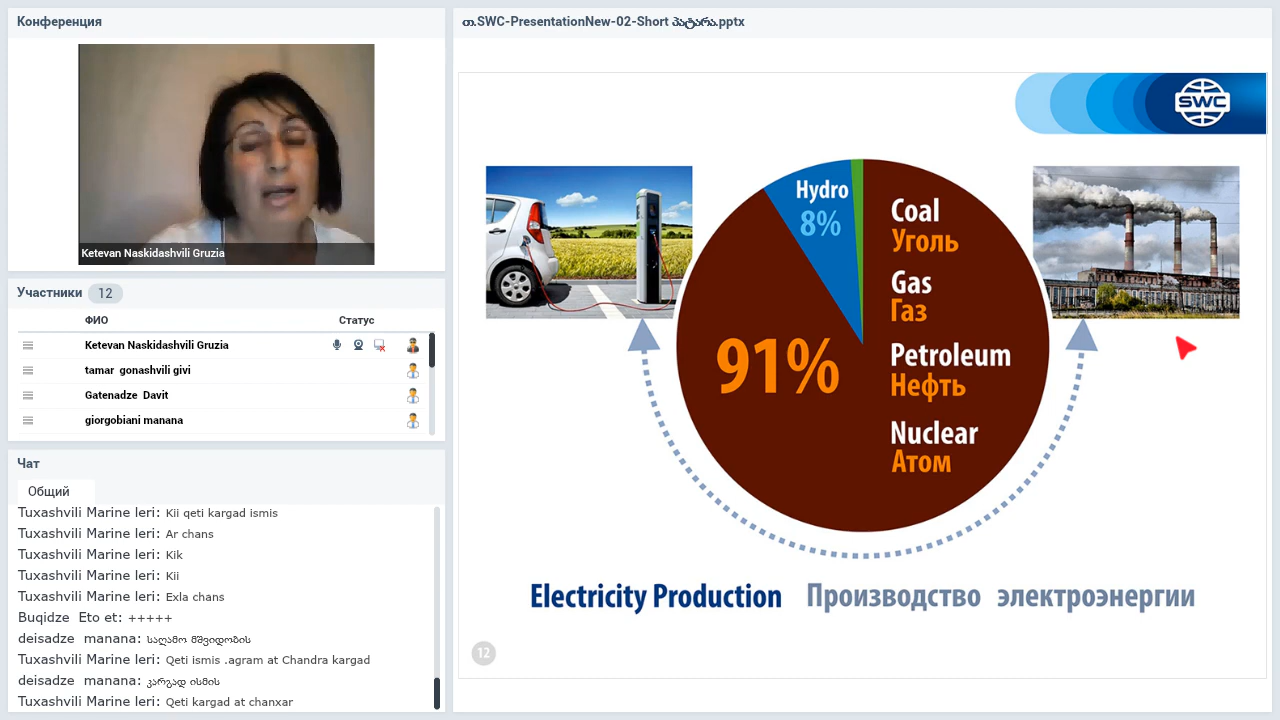 Конференция
Ketevan Naskidashvili Gruzia
Участники 12
ФИО Статус
Ketevan Naskidashvili Gruzia
tamar gonashvili givi
Gatenadze Davit
giorgobiani manana
Чат
Общий
Tuxashvili Marine leri: Kii qeti kargad ismis
Tuxashvili Marine leri: Ar chans
Tuxashvili Marine leri: Kik
Tuxashvili Marine leri: Kii
Tuxashvili Marine leri: Exla chans
Buqidze Eto et: +++++
deisadze manana: საღამო მშვიდობის
Tuxashvili Marine leri: Qeti ismis .agram at Chandra kargad
deisadze manana: კარგად ისმის
Tuxashvili Marine leri: Qeti kargad at chanxar
თ.SWC-PresentationNew-02-Short პატარა.pptx
SWC
Hydro
8%
91%
Coal
Уголь
Gas
Газ
Petroleum
Нефть
Nuclear
Атом
Electricity Production Производство электроэнергии
12